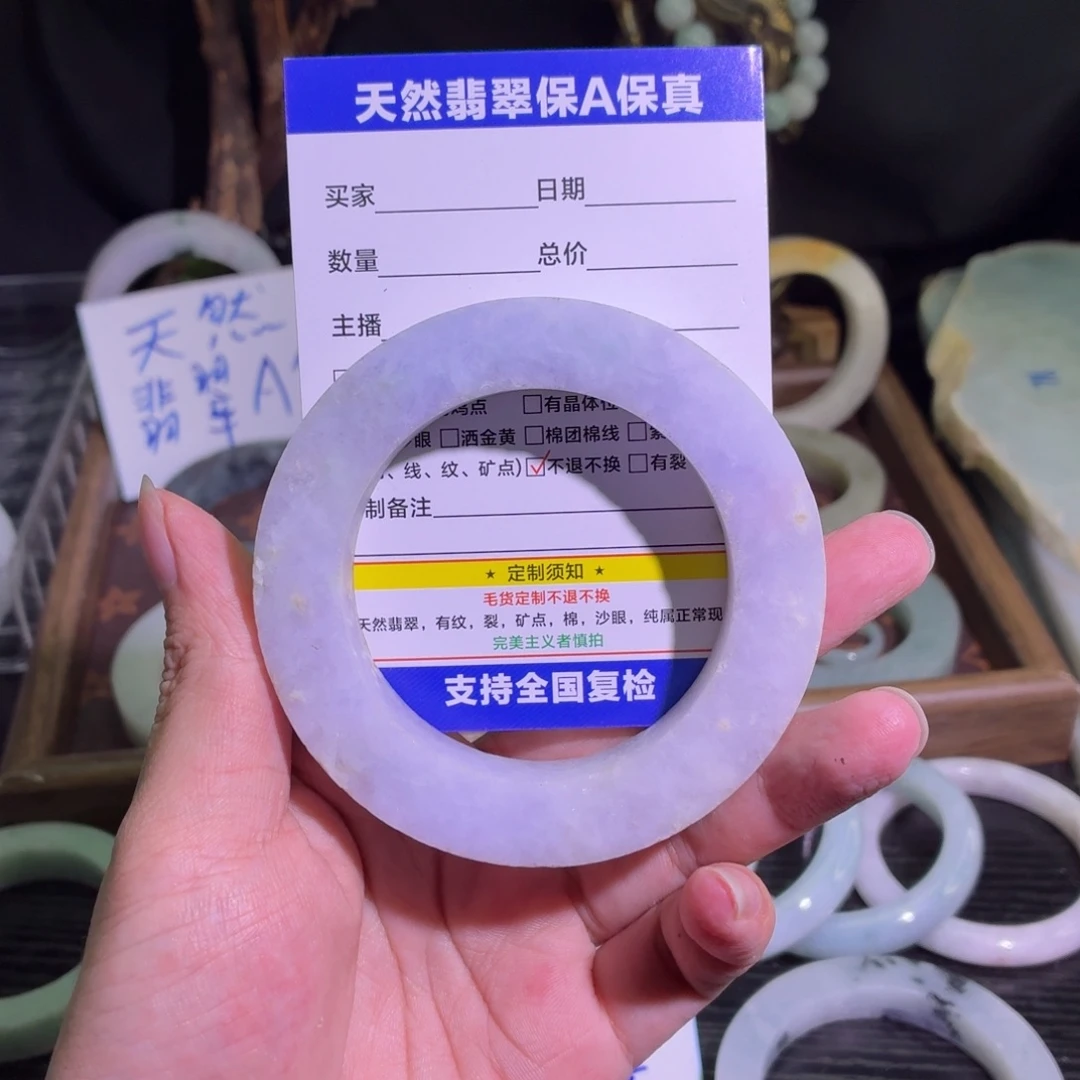 天然翡翠保A保真
买家 日期
数量 总价
主播
天然
翡翠A
鸡点 □有晶体位
眼 □洒金黄 □棉团棉线 □
、线、纹、矿点) ☑不退不换 □有裂
制备注
★ 定制须知 ★
毛货定制不退不换
天然翡翠，有纹，裂，矿点，棉，沙眼，纯属正常现
完美主义者慎拍
支持全国复检